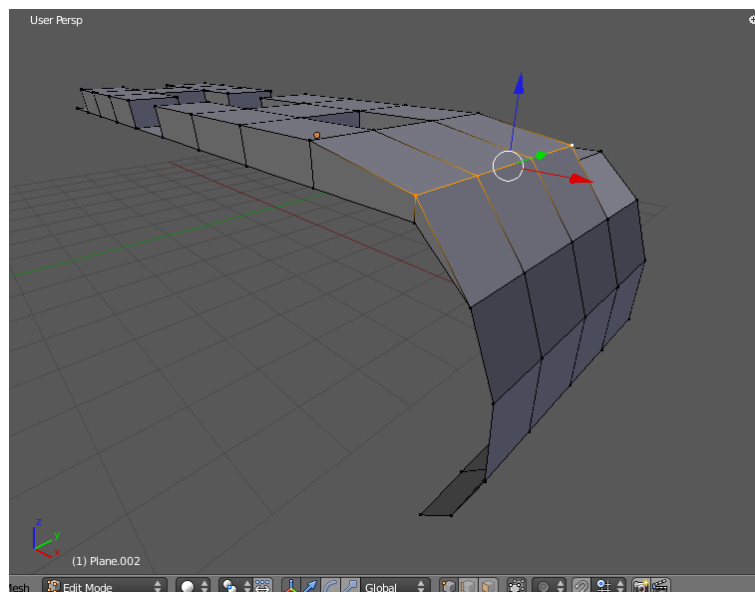 User Persp
z
y
x
(1) Plane.002
Mesh Edit Mode Global